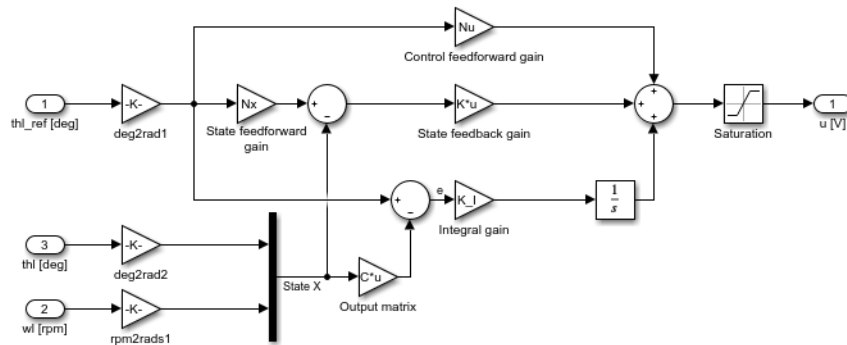 Nu
Control feedforward gain
1
thl_ref [deg]
-K-
deg2rad1
Nx
State feedforward
gain
+
−
K*u
State feedback gain
+
+
+
Saturation
1
u [V]
+
−
e
K_I
Integral gain
1
s
3
thl [deg]
-K-
deg2rad2
State X
C*u
Output matrix
2
wl [rpm]
-K-
rpm2rads1